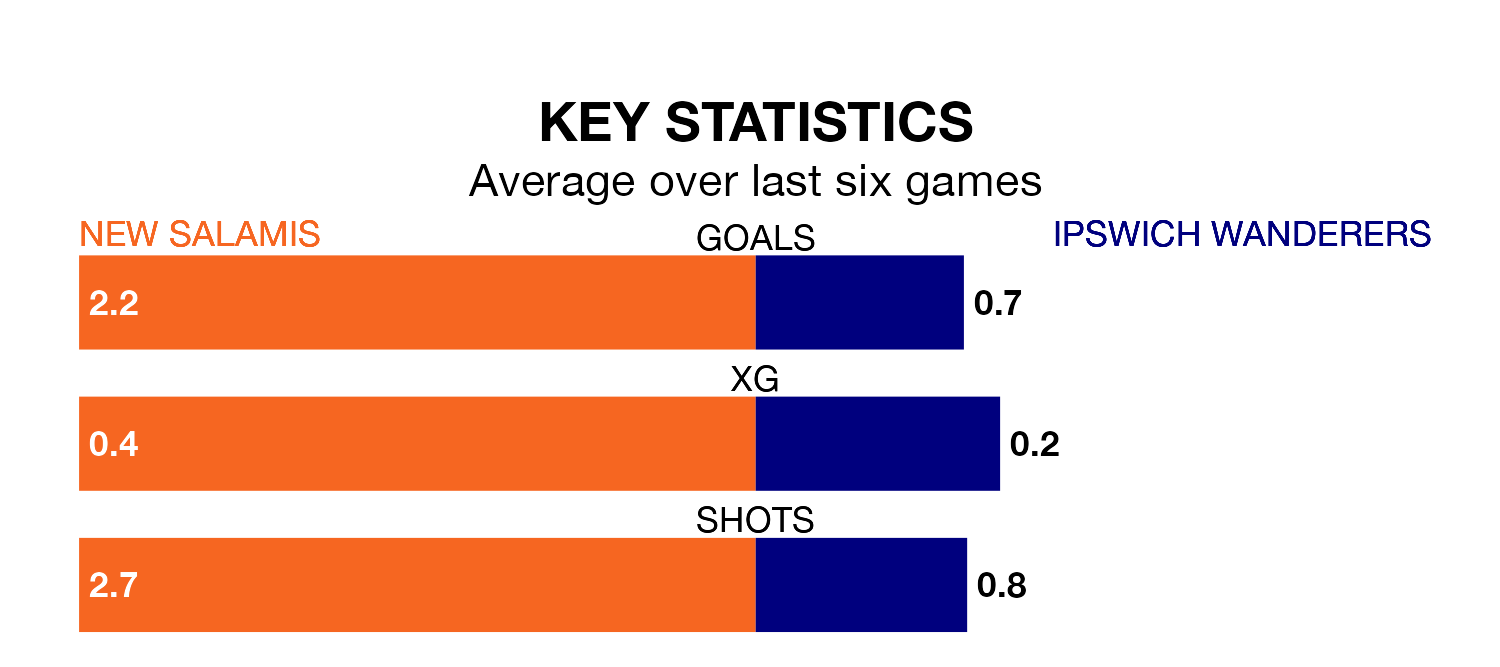 KEY STATISTICS
Average over last six games
NEW SALAMIS
GOALS
IPSWICH WANDERERS
2.2
0.7
XG
0.4
0.2
SHOTS
2.7
0.8